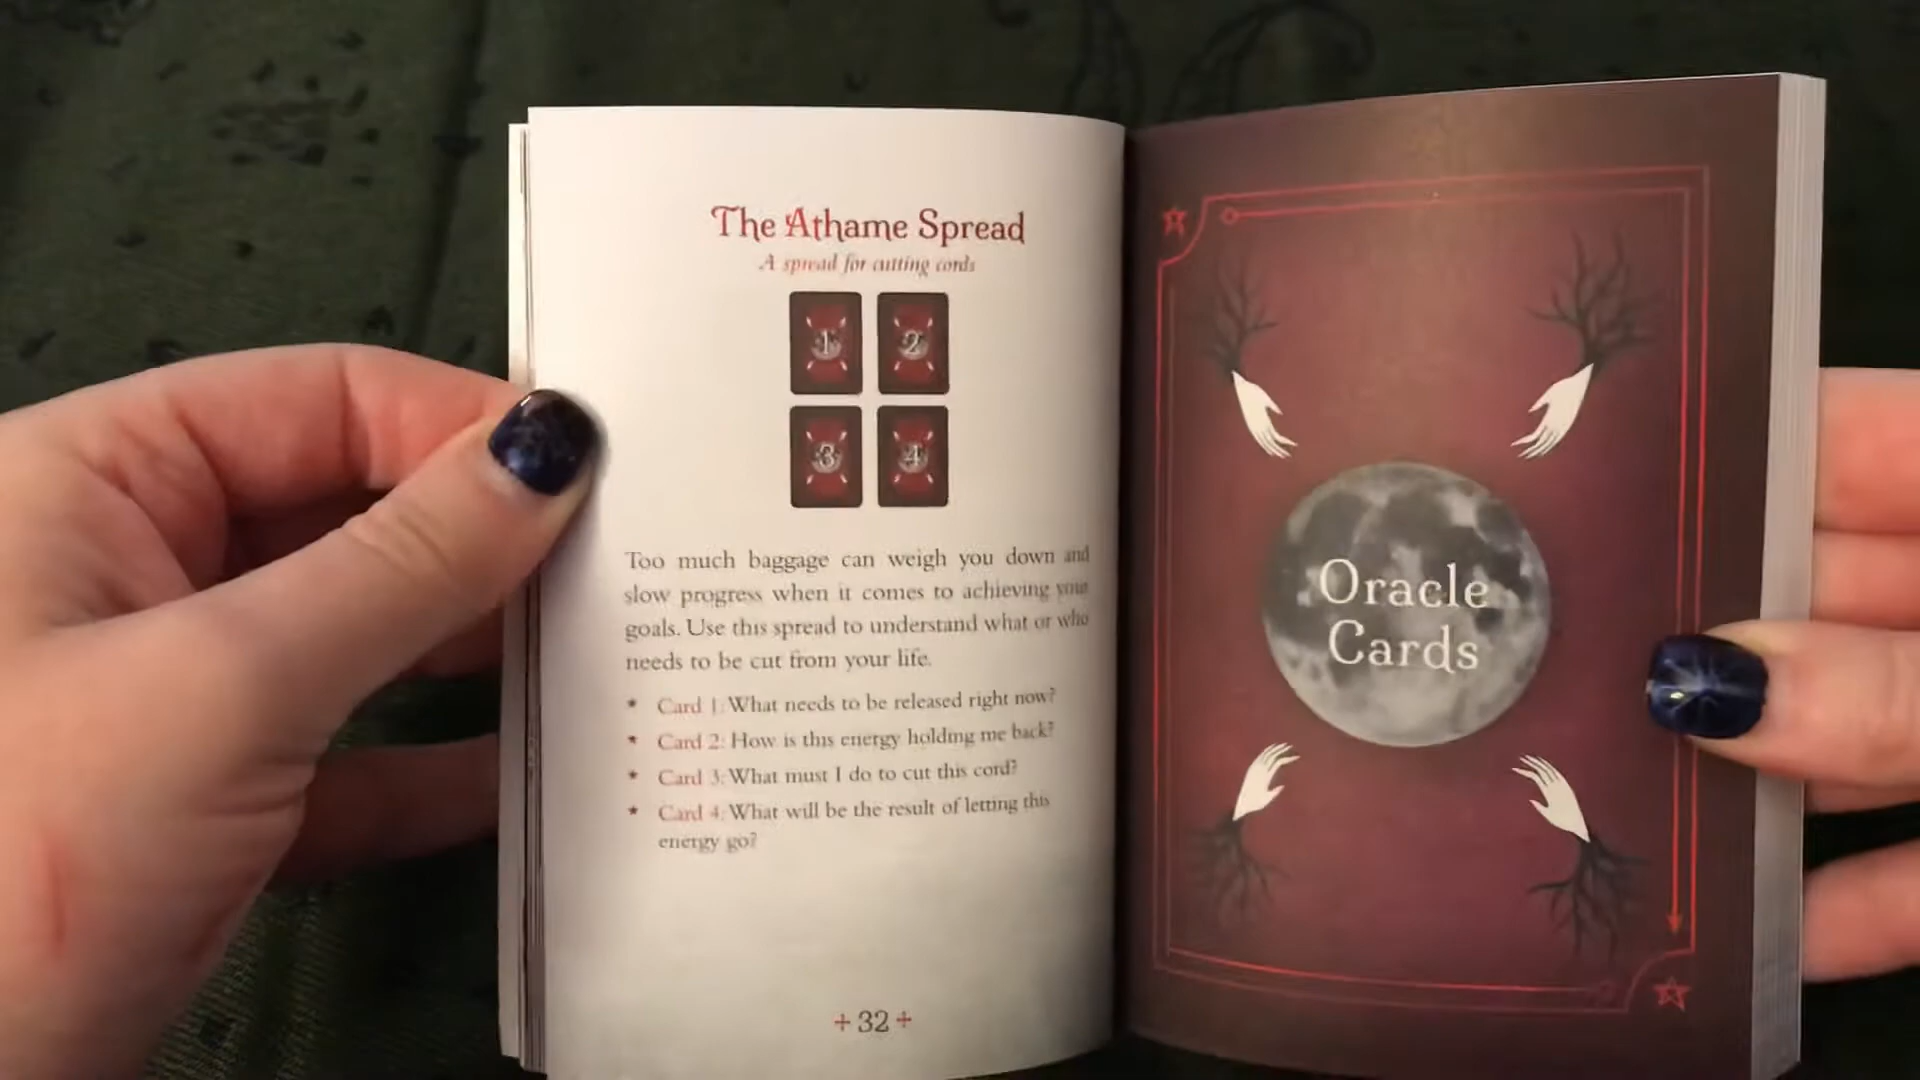 The Athame Spread
A spread for cutting cords
1 2
3 4
Too much baggage can weigh you down and
slow progress when it comes to achieving your
goals. Use this spread to understand what or who
needs to be cut from your life.
* Card 1: What needs to be released right now?
* Card 2: How is this energy holding me back?
* Card 3: What must I do to cut this cord?
* Card 4: What will be the result of letting this
energy go?
+ 32 +
Oracle
Cards